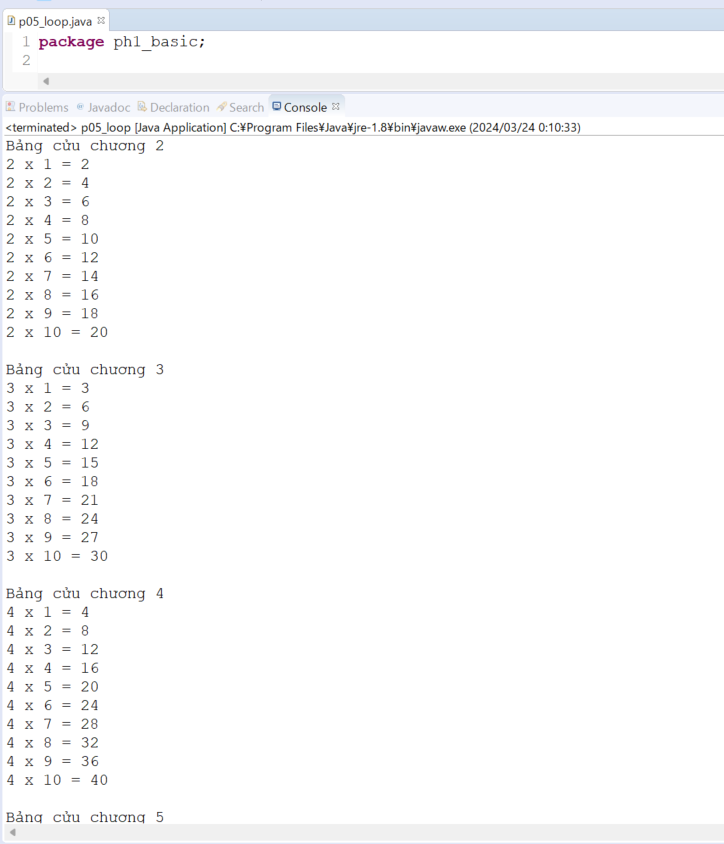 p05_loop.java
1 package ph1_basic;
2
Problems Javadoc Declaration Search Console
<terminated> p05_loop [Java Application] C:¥Program Files¥Java¥jre-1.8¥bin¥javaw.exe (2024/03/24 0:10:33)
Bảng cửu chương 2
2 x 1 = 2
2 x 2 = 4
2 x 3 = 6
2 x 4 = 8
2 x 5 = 10
2 x 6 = 12
2 x 7 = 14
2 x 8 = 16
2 x 9 = 18
2 x 10 = 20
Bảng cửu chương 3
3 x 1 = 3
3 x 2 = 6
3 x 3 = 9
3 x 4 = 12
3 x 5 = 15
3 x 6 = 18
3 x 7 = 21
3 x 8 = 24
3 x 9 = 27
3 x 10 = 30
Bảng cửu chương 4
4 x 1 = 4
4 x 2 = 8
4 x 3 = 12
4 x 4 = 16
4 x 5 = 20
4 x 6 = 24
4 x 7 = 28
4 x 8 = 32
4 x 9 = 36
4 x 10 = 40
Bảng cửu chương 5